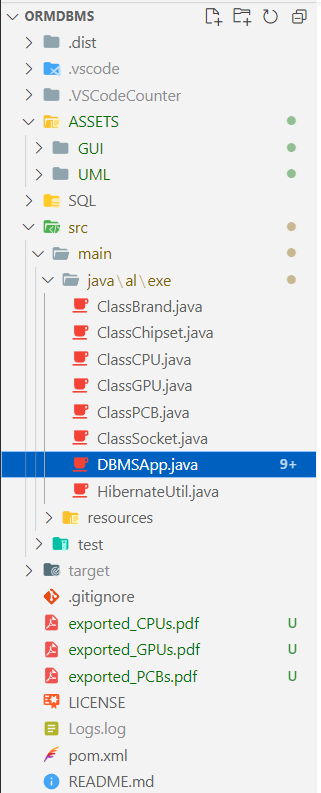 ORMDBMS
.dist
.vscode
.VSCodeCounter
ASSETS
GUI
UML
SQL
src
main
java\al\exe
ClassBrand.java
ClassChipset.java
ClassCPU.java
ClassGPU.java
ClassPCB.java
ClassSocket.java
DBMSApp.java 9+
HibernateUtil.java
resources
test
target
.gitignore
exported_CPUs.pdf U
exported_GPUs.pdf U
exported_PCBs.pdf U
LICENSE
Logs.log
pom.xml
README.md